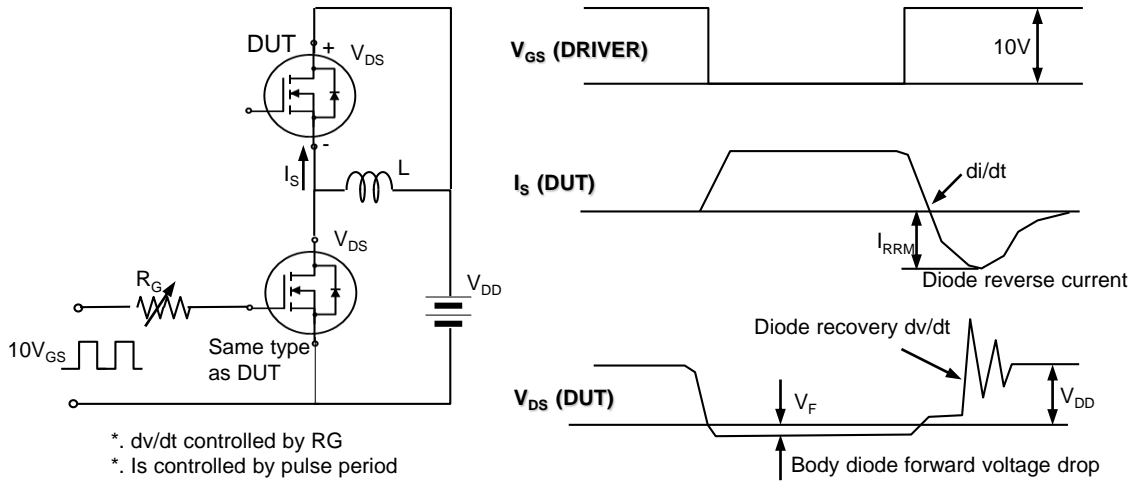 DUT
+
V_DS
-
I_S
L
V_DS
R_G
V_DD
10V_GS
Same type
as DUT
*. dv/dt controlled by RG
*. Is controlled by pulse period
V_GS (DRIVER)
10V
I_S (DUT)
di/dt
I_RRM
Diode reverse current
Diode recovery dv/dt
V_DS (DUT)
V_F
V_DD
Body diode forward voltage drop